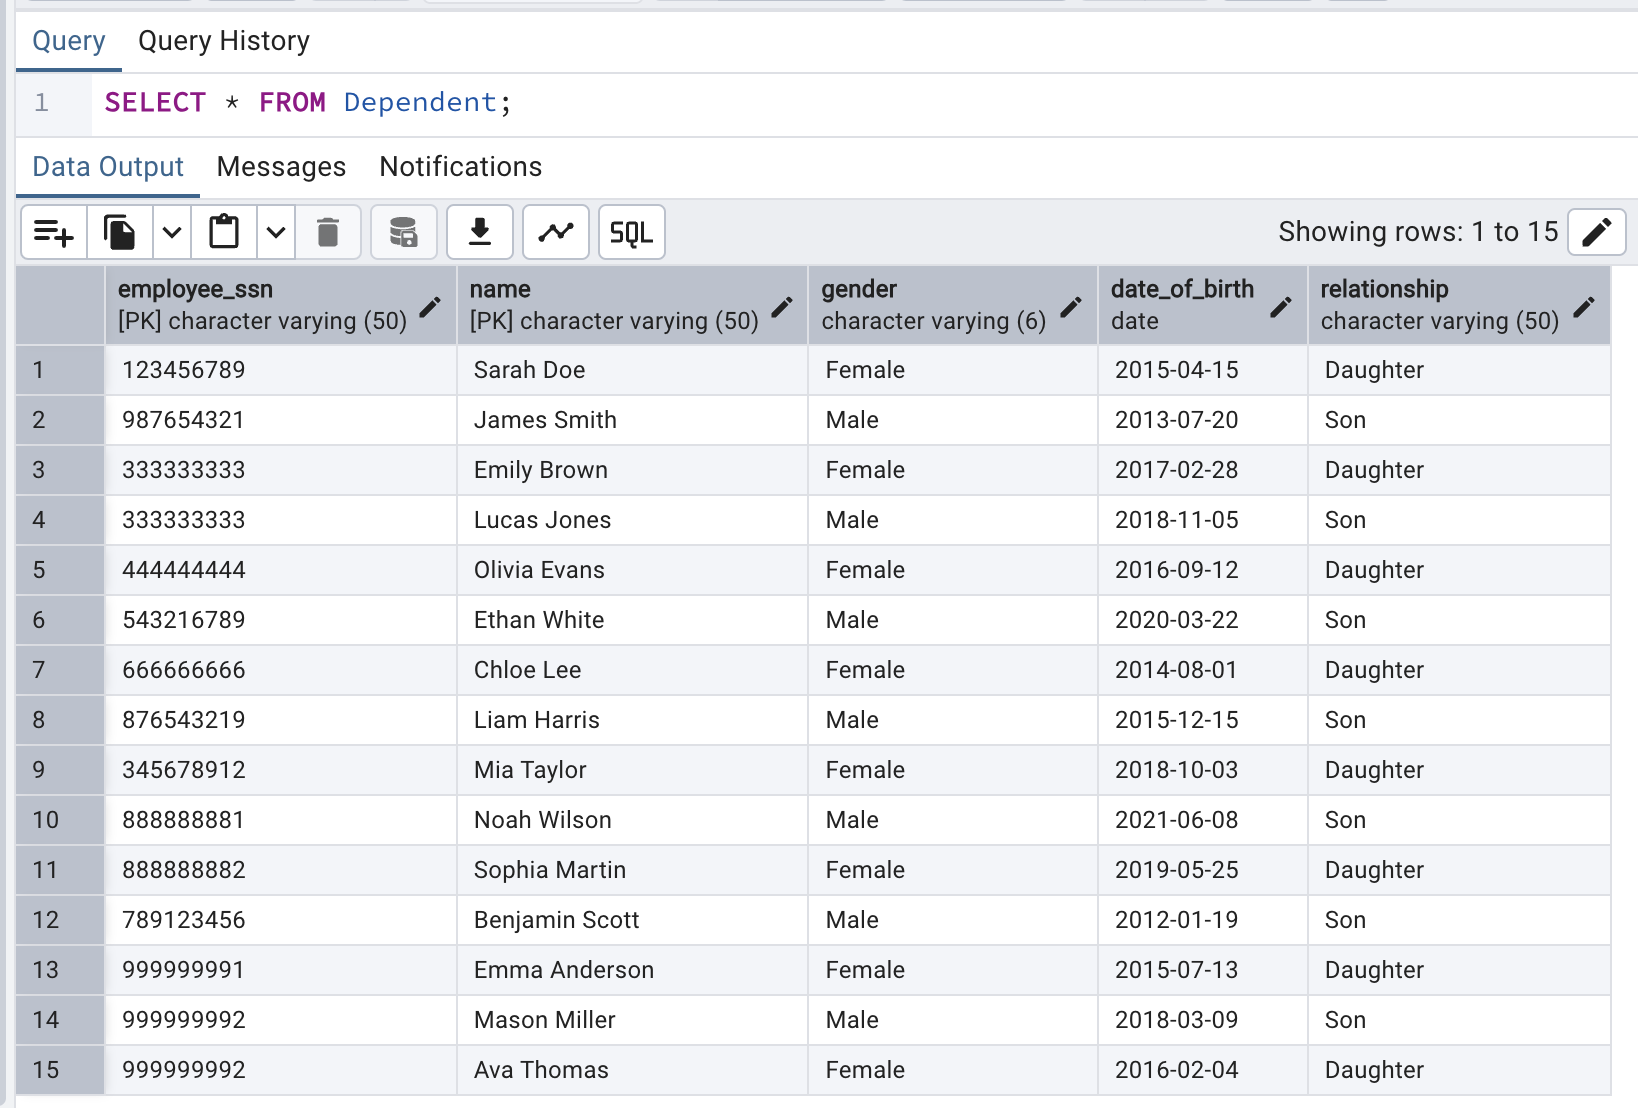 Query Query History
1 SELECT * FROM Dependent;
Data Output Messages Notifications
SQL Showing rows: 1 to 15
employee_ssn name gender date_of_birth relationship
[PK] character varying (50) [PK] character varying (50) character varying (6) date character varying (50)
1 123456789 Sarah Doe Female 2015-04-15 Daughter
2 987654321 James Smith Male 2013-07-20 Son
3 333333333 Emily Brown Female 2017-02-28 Daughter
4 333333333 Lucas Jones Male 2018-11-05 Son
5 444444444 Olivia Evans Female 2016-09-12 Daughter
6 543216789 Ethan White Male 2020-03-22 Son
7 666666666 Chloe Lee Female 2014-08-01 Daughter
8 876543219 Liam Harris Male 2015-12-15 Son
9 345678912 Mia Taylor Female 2018-10-03 Daughter
10 888888881 Noah Wilson Male 2021-06-08 Son
11 888888882 Sophia Martin Female 2019-05-25 Daughter
12 789123456 Benjamin Scott Male 2012-01-19 Son
13 999999991 Emma Anderson Female 2015-07-13 Daughter
14 999999992 Mason Miller Male 2018-03-09 Son
15 999999992 Ava Thomas Female 2016-02-04 Daughter